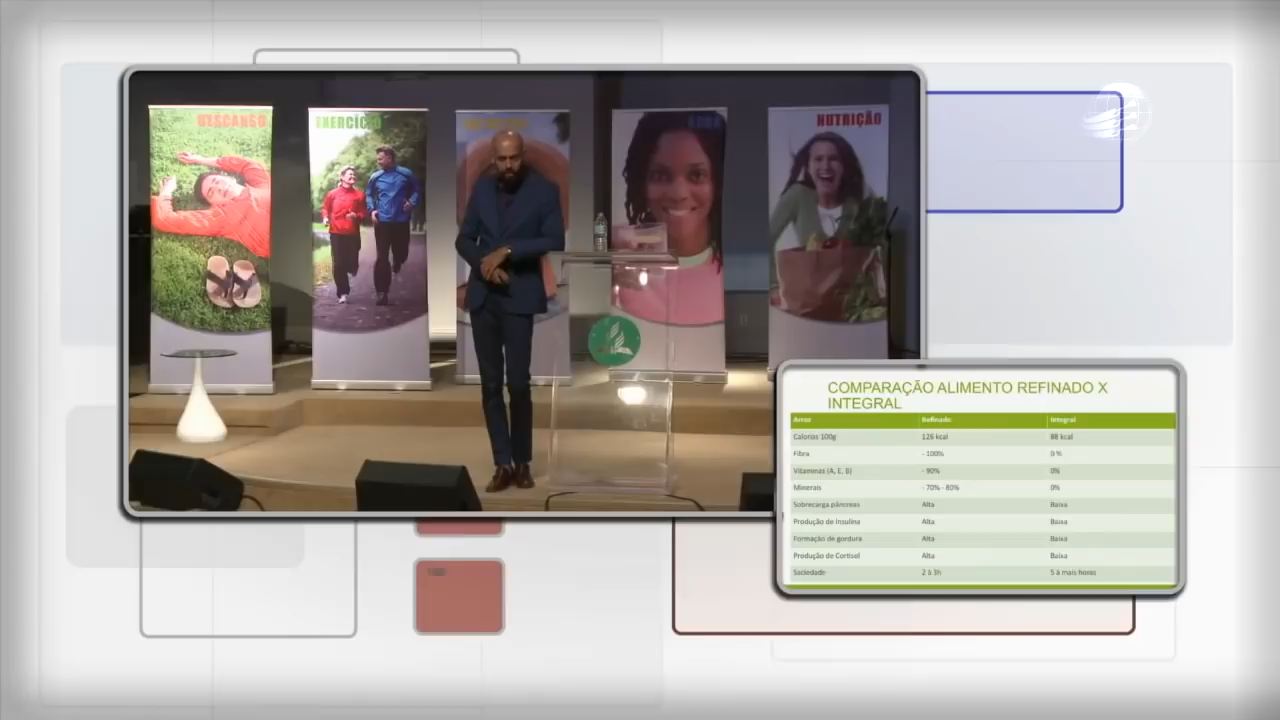 DESCANSO
EXERCÍCIO
NUTRIÇÃO
COMPARAÇÃO ALIMENTO REFINADO X
INTEGRAL
Arroz Refinado Integral
Calorias 100g 126 kcal 88 kcal
Fibra - 100% 0 %
Vitaminas (A, E, B) - 90% 0%
Minerais - 70% - 80% 0%
Sobrecarga pâncreas Alta Baixa
Produção de Insulina Alta Baixa
Formação de gordura Alta Baixa
Produção de Cortisol Alta Baixa
Saciedade 2 à 3h 5 à mais horas